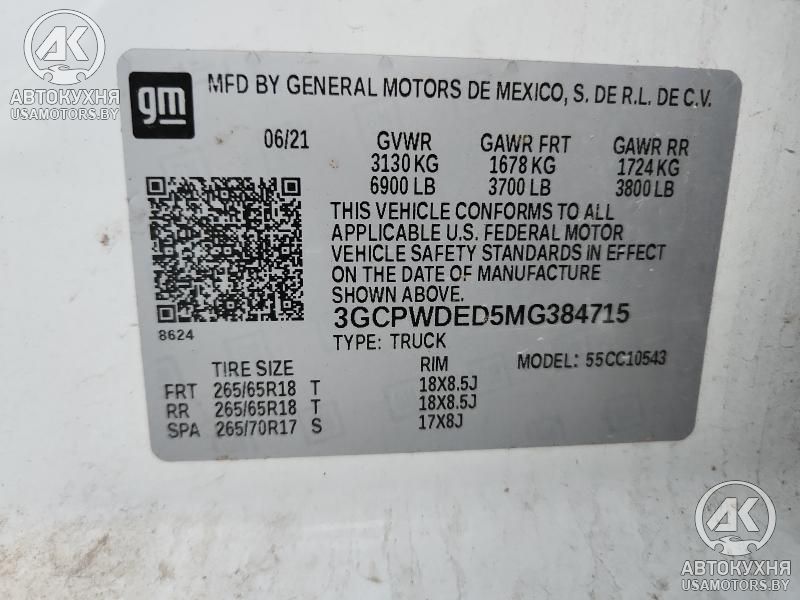 АК
АВТОКУХНЯ
USAMOTORS.BY
gm
MFD BY GENERAL MOTORS DE MEXICO, S. DE R.L. DE C.V.
06/21 GVWR GAWR FRT GAWR RR
3130 KG 1678 KG 1724 KG
6900 LB 3700 LB 3800 LB
THIS VEHICLE CONFORMS TO ALL
APPLICABLE U.S. FEDERAL MOTOR
VEHICLE SAFETY STANDARDS IN EFFECT
ON THE DATE OF MANUFACTURE
SHOWN ABOVE.
8624
3GCPWDED5MG384715
TYPE: TRUCK MODEL: 55CC10543
TIRE SIZE RIM
FRT 265/65R18 T 18X8.5J
RR 265/65R18 T 18X8.5J
SPA 265/70R17 S 17X8J
АК
АВТОКУХНЯ
USAMOTORS.BY